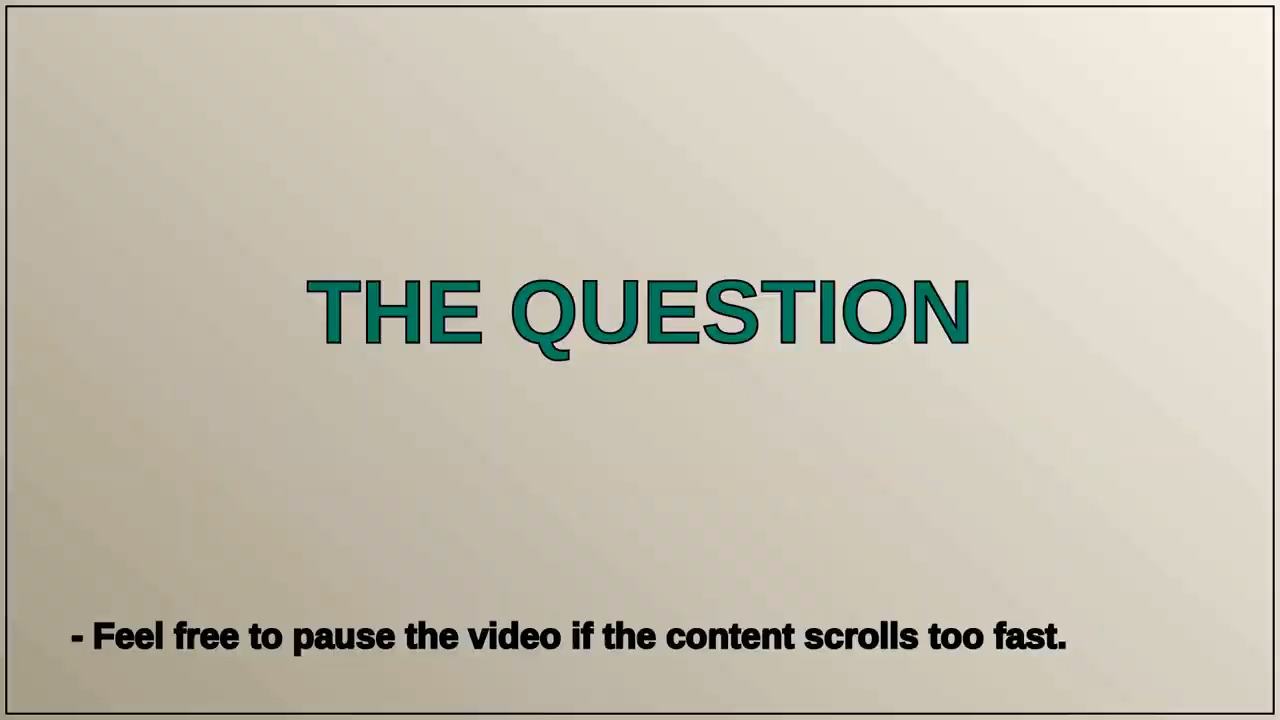 THE QUESTION
- Feel free to pause the video if the content scrolls too fast.